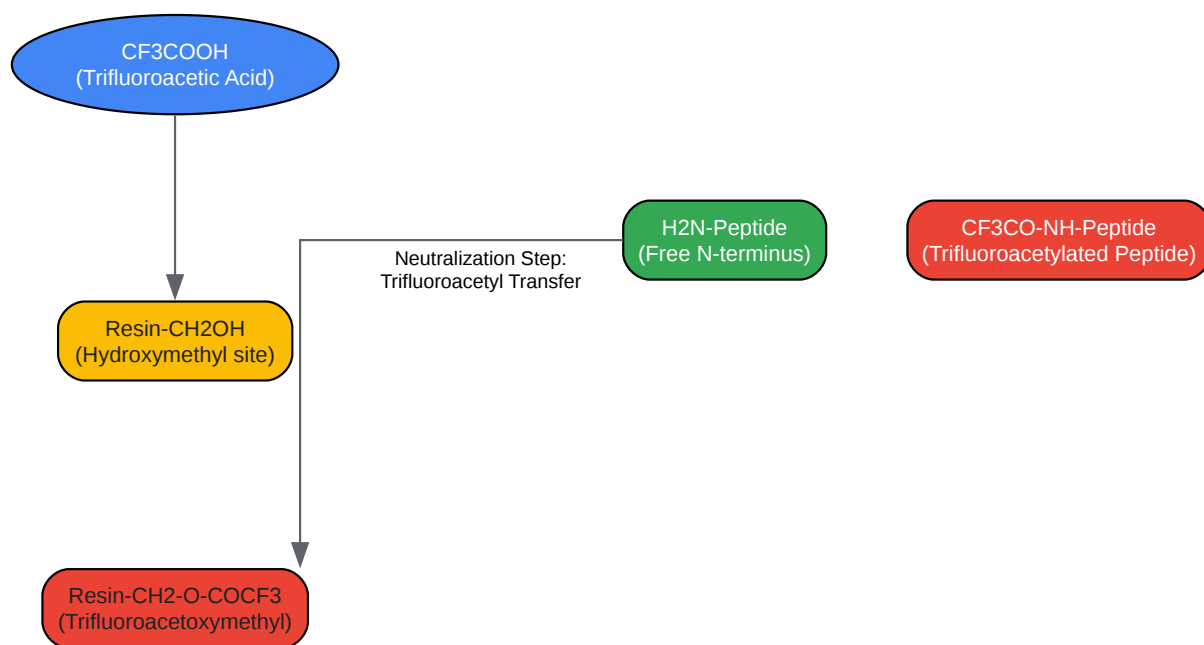 CF3COOH
(Trifluoroacetic Acid)
H2N-Peptide
(Free N-terminus)
CF3CO-NH-Peptide
(Trifluoroacetylated Peptide)
Neutralization Step:
Trifluoroacetyl Transfer
Resin-CH2OH
(Hydroxymethyl site)
Resin-CH2-O-COCF3
(Trifluoroacetoxymethyl)